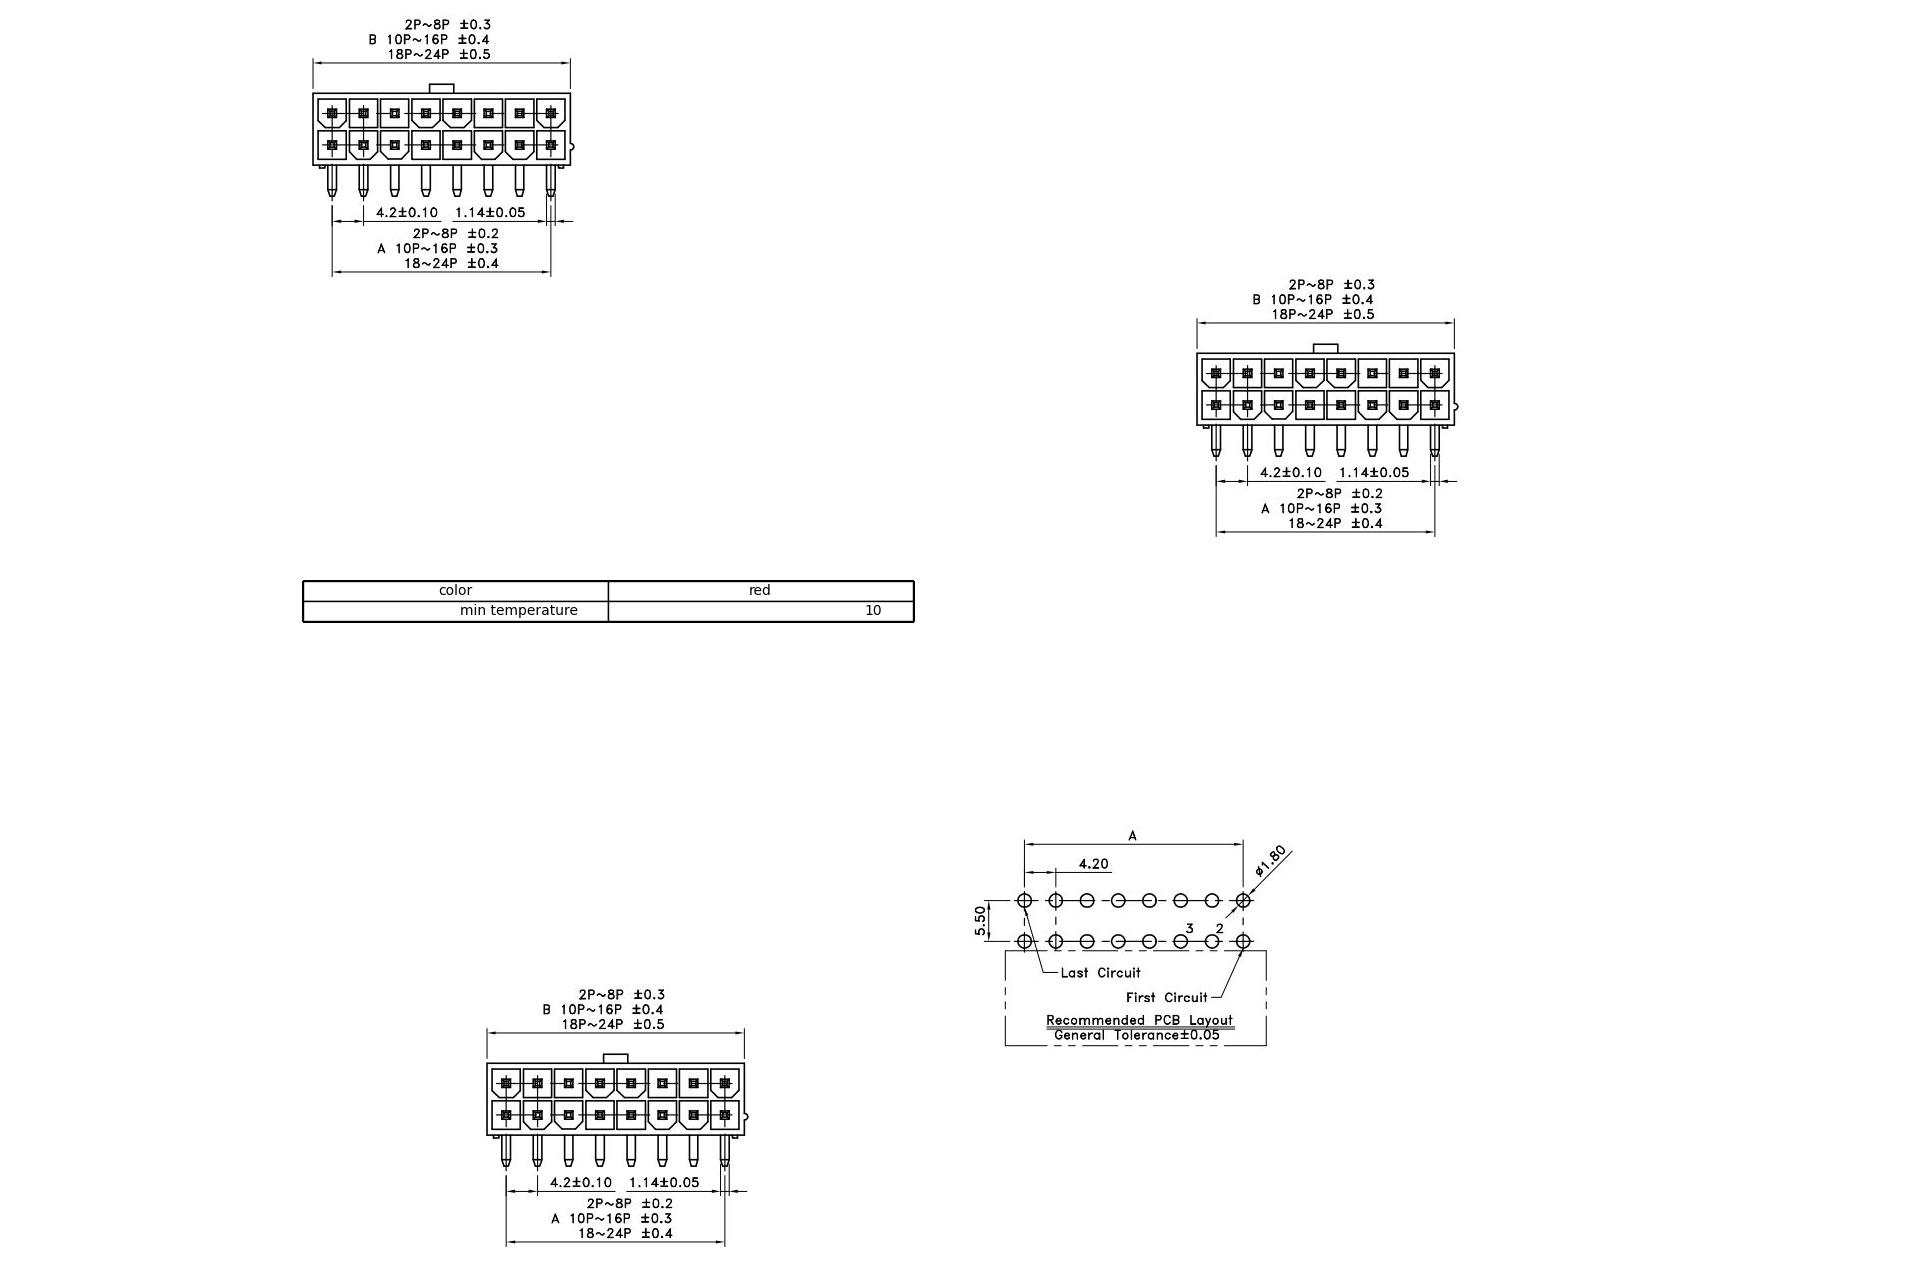 2P~8P ±0.3
B 10P~16P ±0.4
18P~24P ±0.5
4.2±0.10 1.14±0.05
2P~8P ±0.2
A 10P~16P ±0.3
18~24P ±0.4
2P~8P ±0.3
B 10P~16P ±0.4
18P~24P ±0.5
4.2±0.10 1.14±0.05
2P~8P ±0.2
A 10P~16P ±0.3
18~24P ±0.4
color red
min temperature 10
A
4.20
ø1.80
5.50
3 2
Last Circuit
First Circuit
Recommended PCB Layout
General Tolerance±0.05
2P~8P ±0.3
B 10P~16P ±0.4
18P~24P ±0.5
4.2±0.10 1.14±0.05
2P~8P ±0.2
A 10P~16P ±0.3
18~24P ±0.4